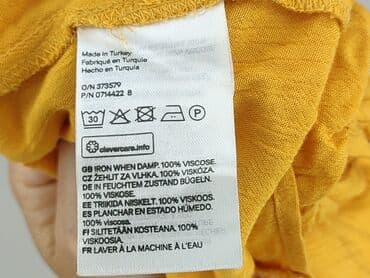 Made in Turkey
Fabriqué en Turquie
Hecho en Turquía
O/N 373579
P/N 0714422 8
30 P
clevercare.info
GB IRON WHEN DAMP. 100% VISCOSE.
CZ ŽEHLIT ZA VLHKA. 100% VISKÓZA.
DE IN FEUCHTEM ZUSTAND BÜGELN.
100% VISKOSE.
EE TRIIKIDA NIISKELT. 100% VISKOOS.
ES PLANCHAR EN ESTADO HÚMEDO.
100% viscosa.
FI SILITETÄÄN KOSTEANA. 100%
VISKOOSIA.
FR LAVER À LA MACHINE À L'EAU